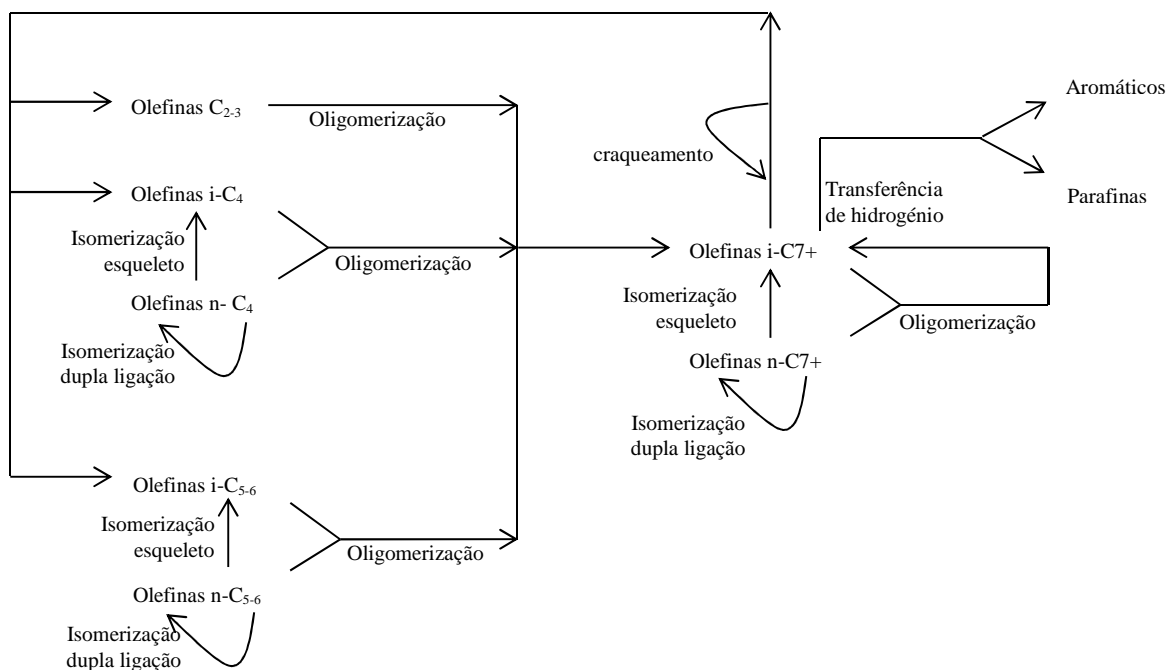 Olefinas C2-3
Oligomerização
Olefinas i-C4
Isomerização
esqueleto
Oligomerização
Olefinas n- C4
Isomerização
dupla ligação
Olefinas i-C5-6
Isomerização
esqueleto
Oligomerização
Olefinas n-C5-6
Isomerização
dupla ligação
craqueamento
Aromáticos
Transferência
de hidrogénio
Parafinas
Olefinas i-C7+
Isomerização
esqueleto
Oligomerização
Olefinas n-C7+
Isomerização
dupla ligação